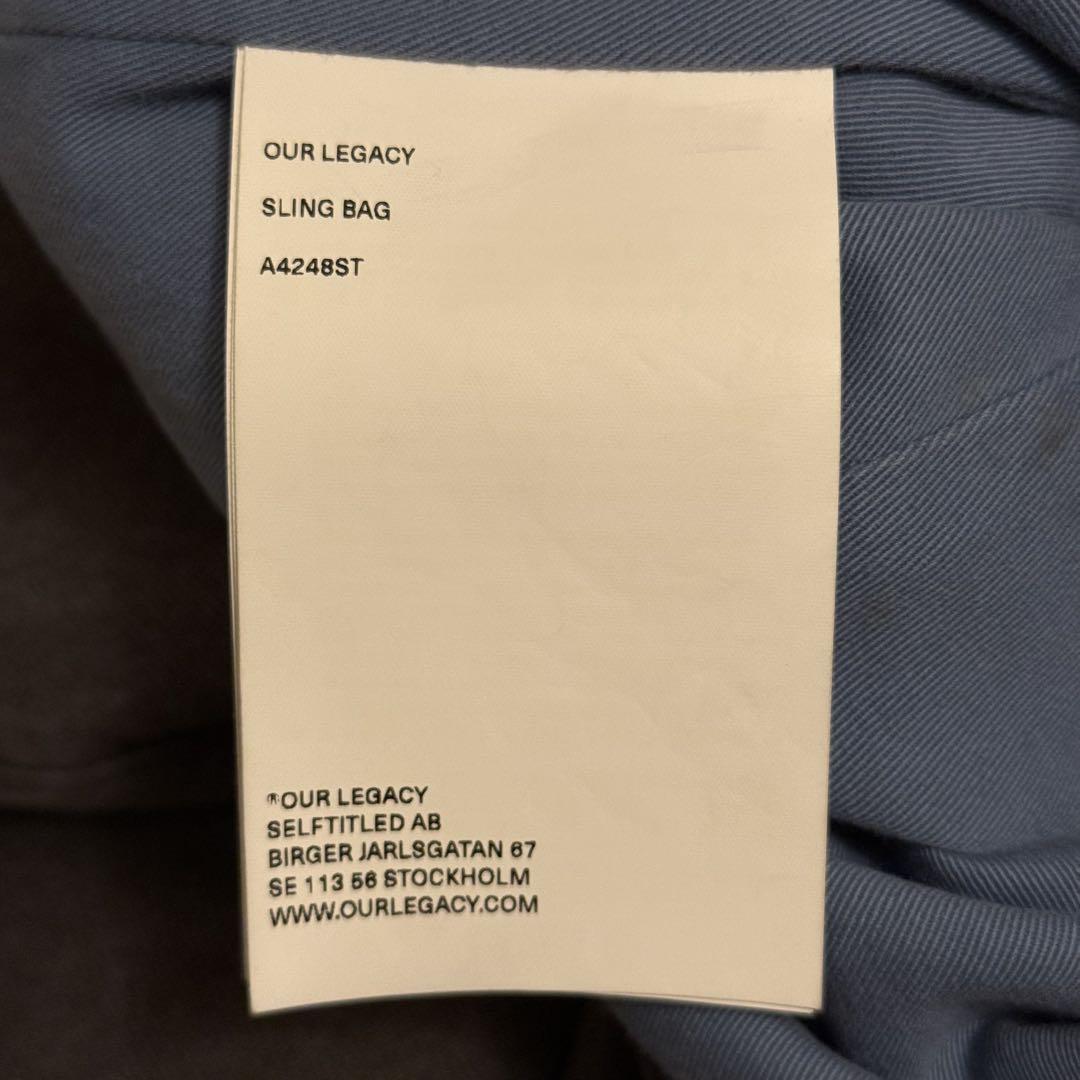 OUR LEGACY
SLING BAG
A4248ST
®OUR LEGACY
SELFTITLED AB
BIRGER JARLSGATAN 67
SE 113 56 STOCKHOLM
WWW.OURLEGACY.COM